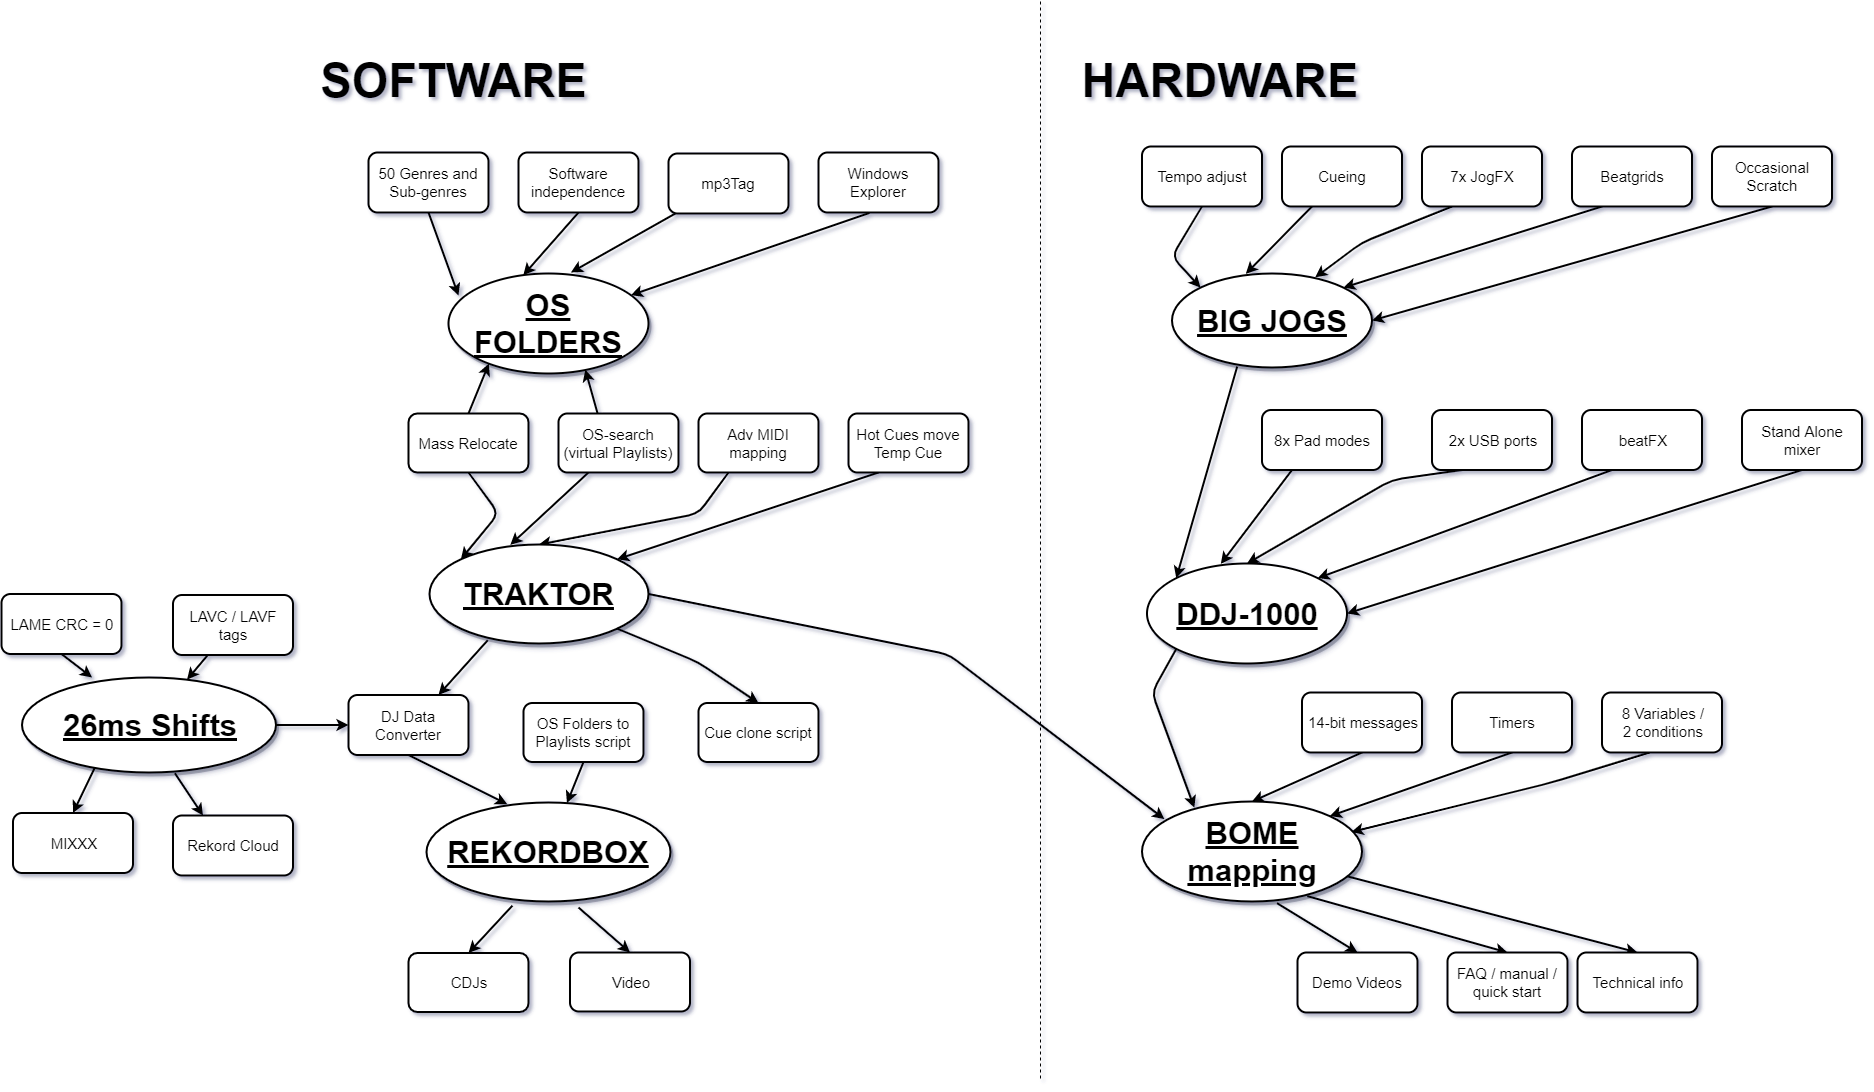 SOFTWARE
50 Genres and
Sub-genres
Software
independence
mp3Tag
Windows
Explorer
OS
FOLDERS
Mass Relocate
OS-search
(virtual Playlists)
Adv MIDI
mapping
Hot Cues move
Temp Cue
TRAKTOR
LAME CRC = 0
LAVC / LAVF
tags
26ms Shifts
DJ Data
Converter
OS Folders to
Playlists script
Cue clone script
MIXXX
Rekord Cloud
REKORDBOX
CDJs
Video
HARDWARE
Tempo adjust
Cueing
7x JogFX
Beatgrids
Occasional
Scratch
BIG JOGS
8x Pad modes
2x USB ports
beatFX
Stand Alone
mixer
DDJ-1000
14-bit messages
Timers
8 Variables /
2 conditions
BOME
mapping
Demo Videos
FAQ / manual /
quick start
Technical info